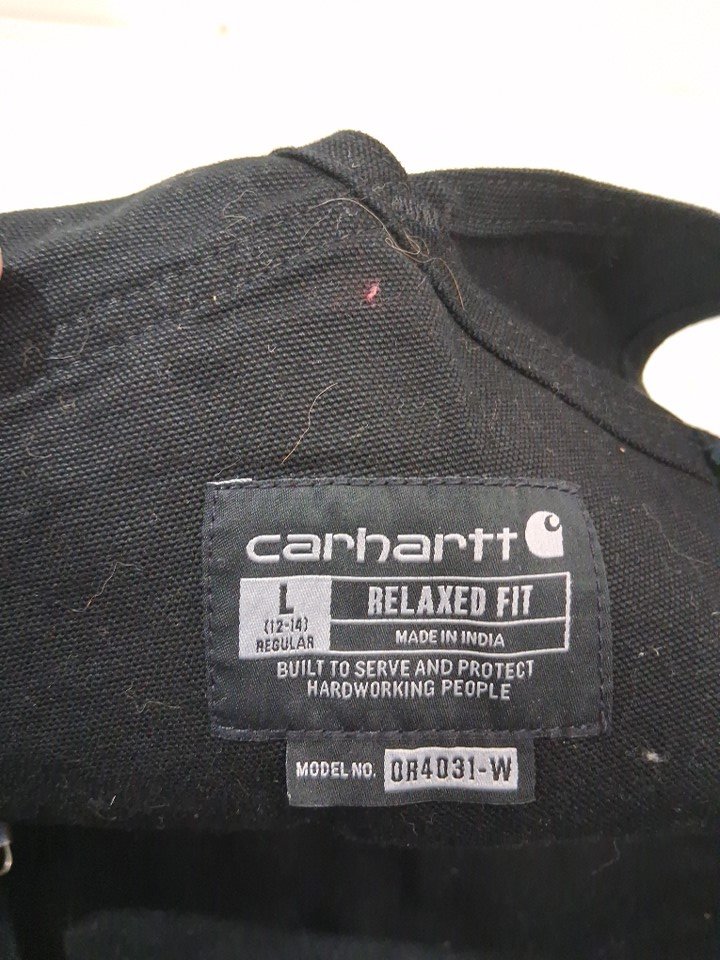 carhartt
L
(12-14)
REGULAR
RELAXED FIT
MADE IN INDIA
BUILT TO SERVE AND PROTECT
HARDWORKING PEOPLE
MODEL NO. OR4031-W